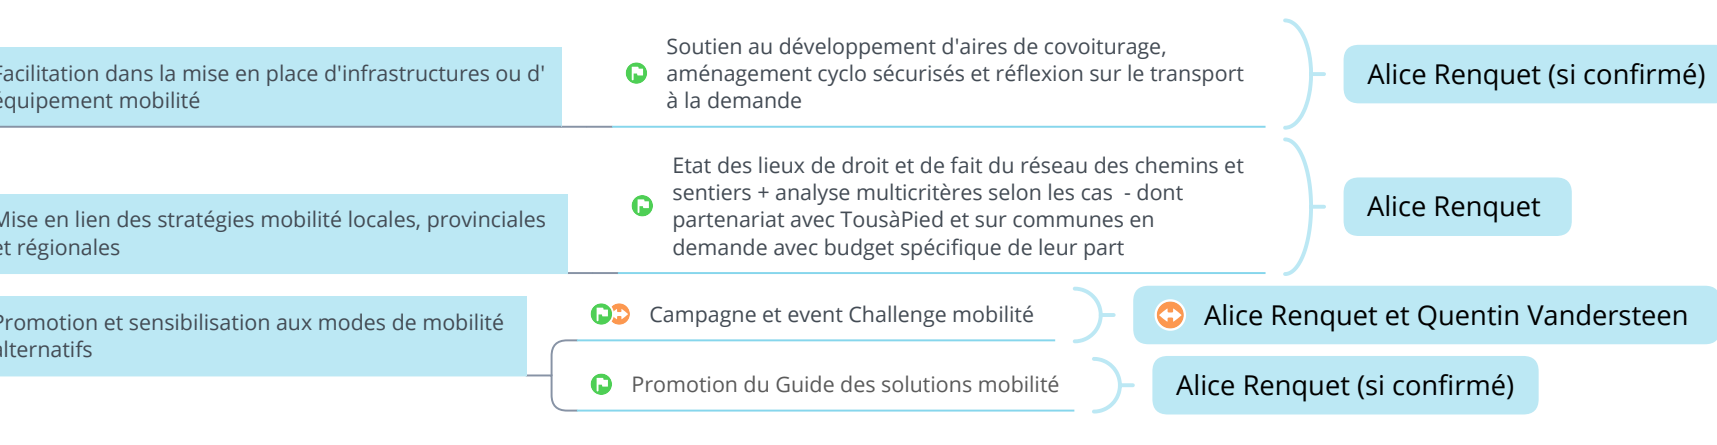 Facilitation dans la mise en place d'infrastructures ou d'
équipement mobilité
Soutien au développement d'aires de covoiturage,
aménagement cyclo sécurisés et réflexion sur le transport
à la demande
Alice Renquet (si confirmé)
Mise en lien des stratégies mobilité locales, provinciales
et régionales
Etat des lieux de droit et de fait du réseau des chemins et
sentiers + analyse multicritères selon les cas  - dont
partenariat avec TousàPied et sur communes en
demande avec budget spécifique de leur part
Alice Renquet
Promotion et sensibilisation aux modes de mobilité
alternatifs
Campagne et event Challenge mobilité
Alice Renquet et Quentin Vandersteen
Promotion du Guide des solutions mobilité
Alice Renquet (si confirmé)